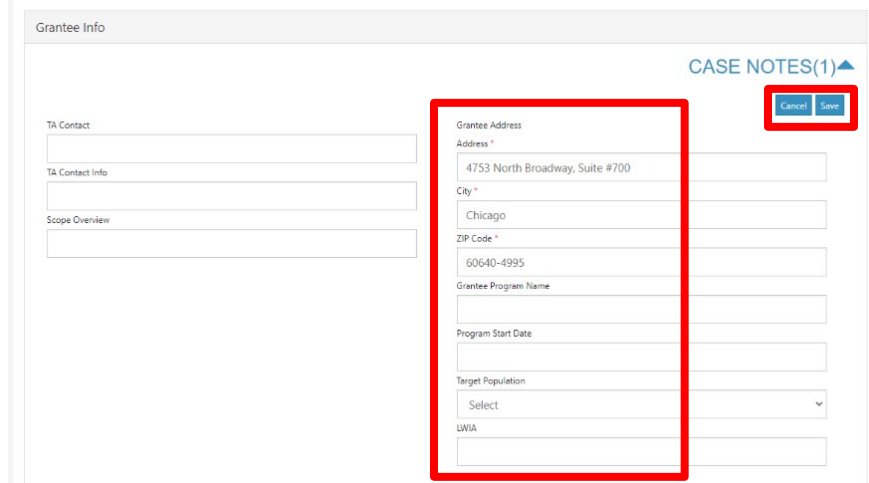 Grantee Info
CASE NOTES(1)
Cancel Save
TA Contact
TA Contact Info
Scope Overview
Grantee Address
Address *
4753 North Broadway, Suite #700
City *
Chicago
ZIP Code *
60640-4995
Grantee Program Name
Program Start Date
Target Population
Select
LWIA